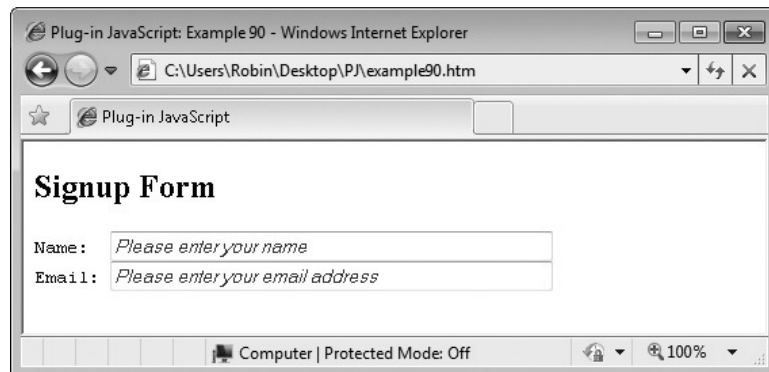 Plug-in JavaScript: Example 90 - Windows Internet Explorer
C:\Users\Robin\Desktop\PJ\example90.htm
Plug-in JavaScript
Signup Form
Name: Please enter your name
Email: Please enter your email address
Computer | Protected Mode: Off 100%